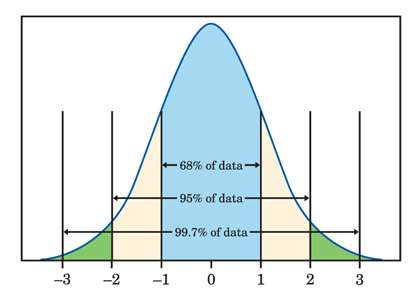 68% of data
95% of data
99.7% of data
−3 −2 −1 0 1 2 3